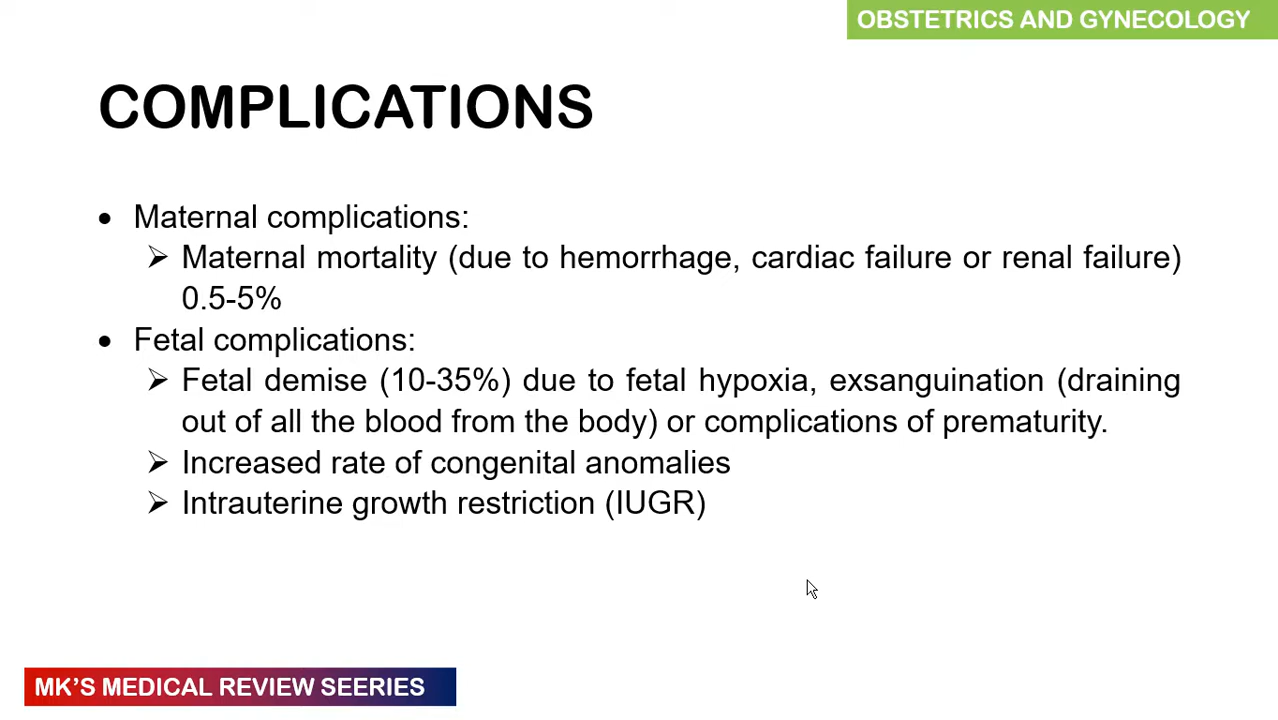 OBSTETRICS AND GYNECOLOGY
COMPLICATIONS
• Maternal complications:
➢ Maternal mortality (due to hemorrhage, cardiac failure or renal failure)
0.5-5%
• Fetal complications:
➢ Fetal demise (10-35%) due to fetal hypoxia, exsanguination (draining
out of all the blood from the body) or complications of prematurity.
➢ Increased rate of congenital anomalies
➢ Intrauterine growth restriction (IUGR)
MK'S MEDICAL REVIEW SEERIES